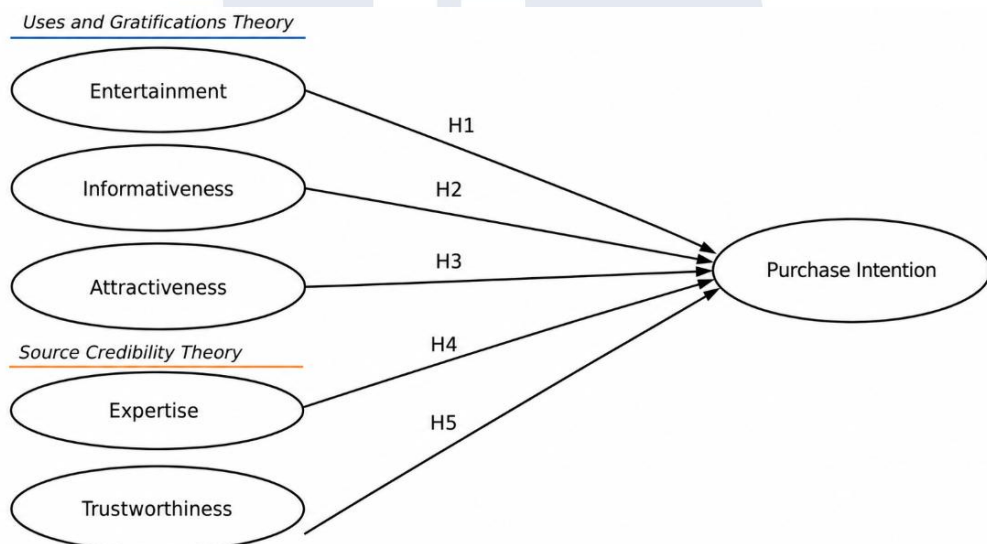 Uses and Gratifications Theory
Entertainment
H1
Informativeness
H2
Attractiveness
H3
Purchase Intention
Source Credibility Theory
H4
Expertise
H5
Trustworthiness